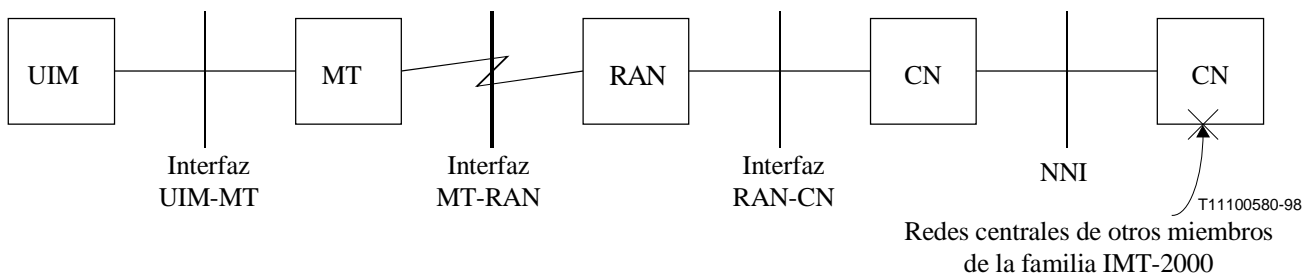 UIM
MT
RAN
CN
CN
Interfaz
UIM-MT
Interfaz
MT-RAN
Interfaz
RAN-CN
NNI
T11100580-98
Redes centrales de otros miembros
de la familia IMT-2000